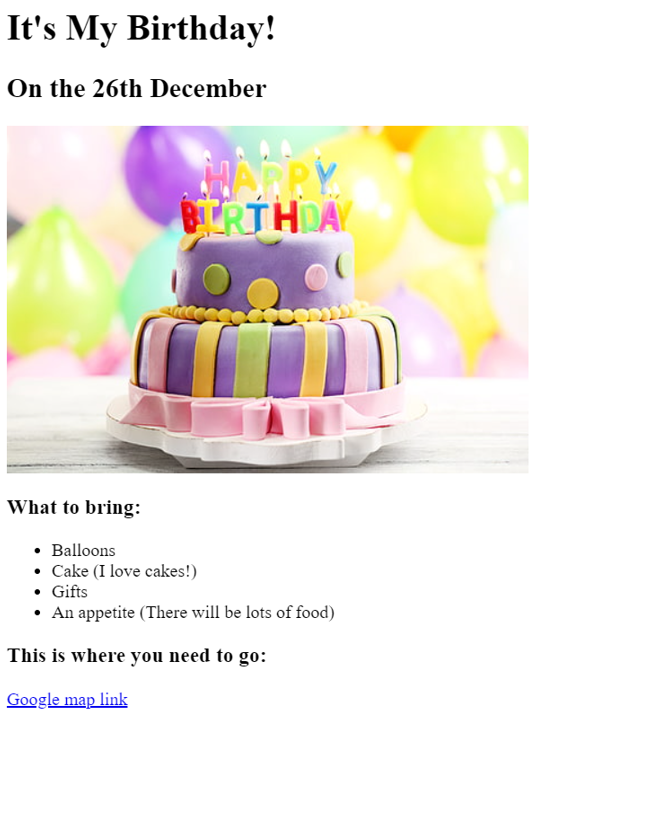 It's My Birthday!
On the 26th December
HAPPY
BIRTHDAY
What to bring:
Balloons
Cake (I love cakes!)
Gifts
An appetite (There will be lots of food)
This is where you need to go:
Google map link